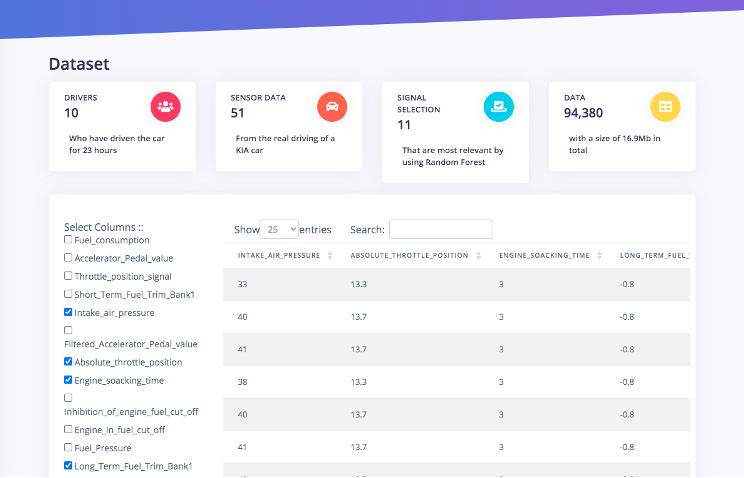 Dataset
DRIVERS
10
Who have driven the car
for 23 hours
SENSOR DATA
51
From the real driving of a
KIA car
SIGNAL
SELECTION
11
That are most relevant by
using Random Forest
DATA
94,380
with a size of 16.9Mb in
total
Select Columns ::
Fuel_consumption
Accelerator_Pedal_value
Throttle_position_signal
Short_Term_Fuel_Trim_Bank1
Intake_air_pressure
Filtered_Accelerator_Pedal_value
Absolute_throttle_position
Engine_soacking_time
Inhibition_of_engine_fuel_cut_off
Engine_in_fuel_cut_off
Fuel_Pressure
Long_Term_Fuel_Trim_Bank1
Show 25 entries Search:
INTAKE_AIR_PRESSURE ABSOLUTE_THROTTLE_POSITION ENGINE_SOACKING_TIME LONG_TERM_FUEL_
33 13.3 3 -0.8
40 13.7 3 -0.8
41 13.7 3 -0.8
38 13.3 3 -0.8
40 13.7 3 -0.8
41 13.7 3 -0.8